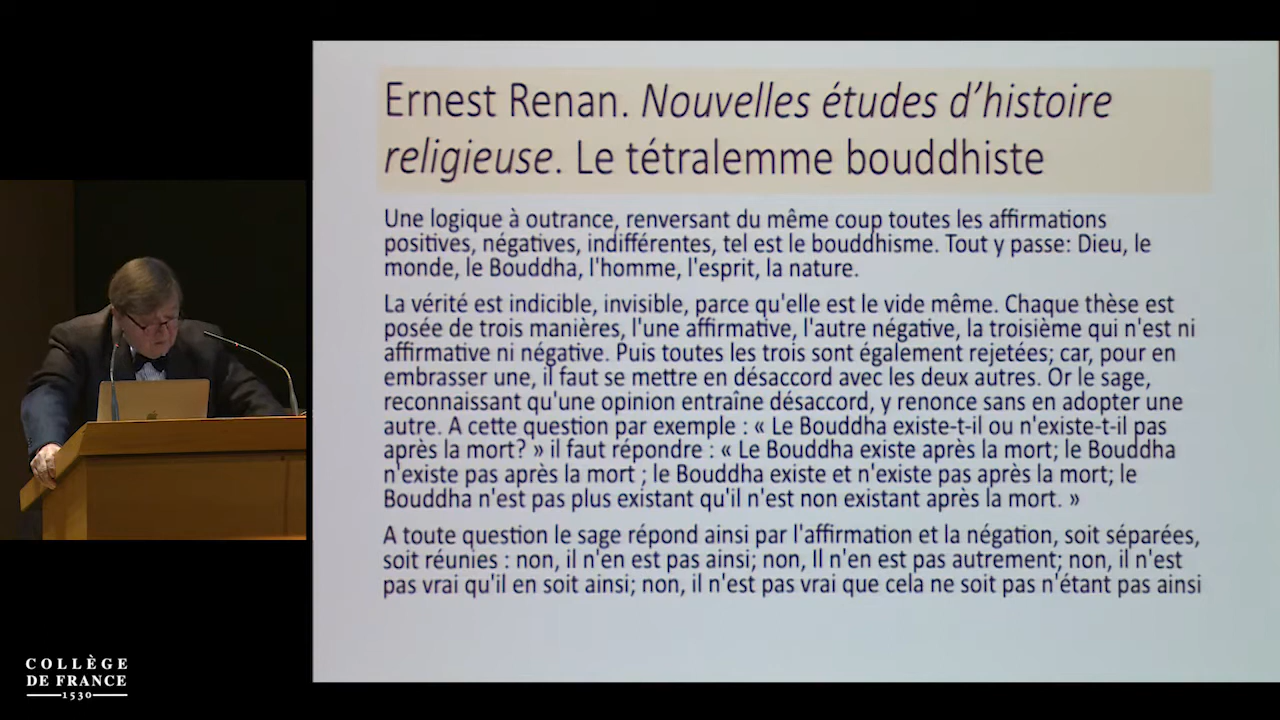 Ernest Renan. Nouvelles études d'histoire
religieuse. Le tétralemme bouddhiste
Une logique à outrance, renversant du même coup toutes les affirmations
positives, négatives, indifférentes, tel est le bouddhisme. Tout y passe: Dieu, le
monde, le Bouddha, l'homme, l'esprit, la nature.
La vérité est indicible, invisible, parce qu'elle est le vide même. Chaque thèse est
posée de trois manières, l'une affirmative, l'autre négative, la troisième qui n'est ni
affirmative ni négative. Puis toutes les trois sont également rejetées; car, pour en
embrasser une, il faut se mettre en désaccord avec les deux autres. Or le sage,
reconnaissant qu'une opinion entraîne désaccord, y renonce sans en adopter une
autre. A cette question par exemple : « Le Bouddha existe-t-il ou n'existe-t-il pas
après la mort? » il faut répondre : « Le Bouddha existe après la mort; le Bouddha
n'existe pas après la mort ; le Bouddha existe et n'existe pas après la mort; le
Bouddha n'est pas plus existant qu'il n'est non existant après la mort. »
A toute question le sage répond ainsi par l'affirmation et la négation, soit séparées,
soit réunies : non, il n'en est pas ainsi; non, Il n'en est pas autrement; non, il n'est
pas vrai qu'il en soit ainsi; non, il n'est pas vrai que cela ne soit pas n'étant pas ainsi
COLLÈGE
DE FRANCE
1530